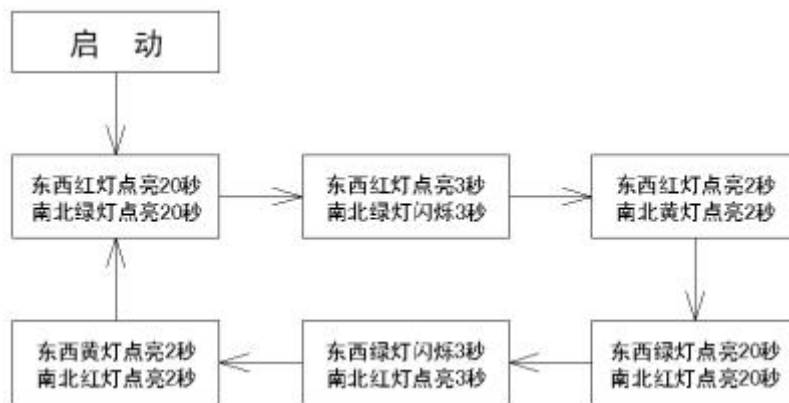 启 动
东西红灯点亮20秒
南北绿灯点亮20秒
东西红灯点亮3秒
南北绿灯闪烁3秒
东西红灯点亮2秒
南北黄灯点亮2秒
东西黄灯点亮2秒
南北红灯点亮2秒
东西绿灯闪烁3秒
南北红灯点亮3秒
东西绿灯点亮20秒
南北红灯点亮20秒